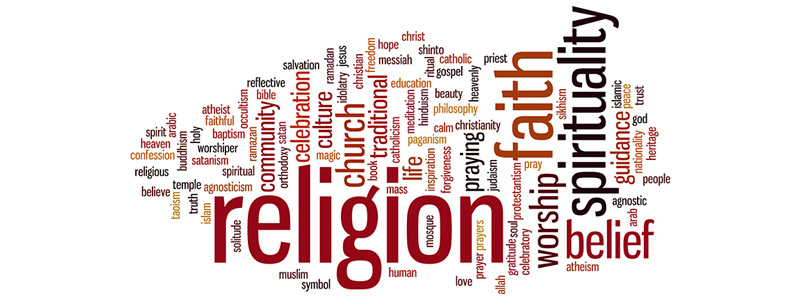 religion
faith
spirituality
belief
worship
church
community
celebration
culture
traditional
life
praying
guidance
hope
christ
shinto
catholic
priest
salvation
ramadan
jesus
christian
freedom
messiah
ritual
gospel
heavenly
idolatry
education
beauty
reflective
bible
occultism
atheist
faithful
baptism
satan
orthodoxy
magic
book
catholicism
meditation
hinduism
philosophy
calm
christianity
paganism
inspiration
forgiveness
mass
judaism
pray
sikhism
islamic
peace
trust
god
nationality
heritage
people
agnostic
arab
atheism
protestantism
soul
gratitude
celebratory
allah
prayer
prayers
love
mosque
human
symbol
muslim
solitude
islam
truth
taoism
temple
believe
agnosticism
religious
spiritual
satanism
ramazan
worshiper
holy
buddhism
confession
heaven
spirit
arabic